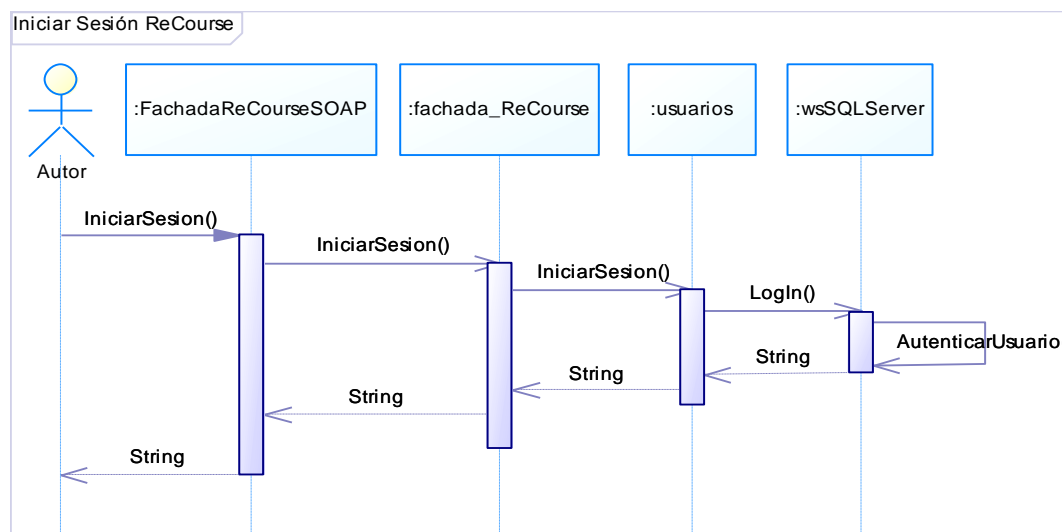 Iniciar Sesión ReCourse
:FachadaReCourseSOAP
:fachada_ReCourse
:usuarios
:wsSQLServer
Autor
IniciarSesion()
IniciarSesion()
IniciarSesion()
LogIn()
AutenticarUsuario
String
String
String
String